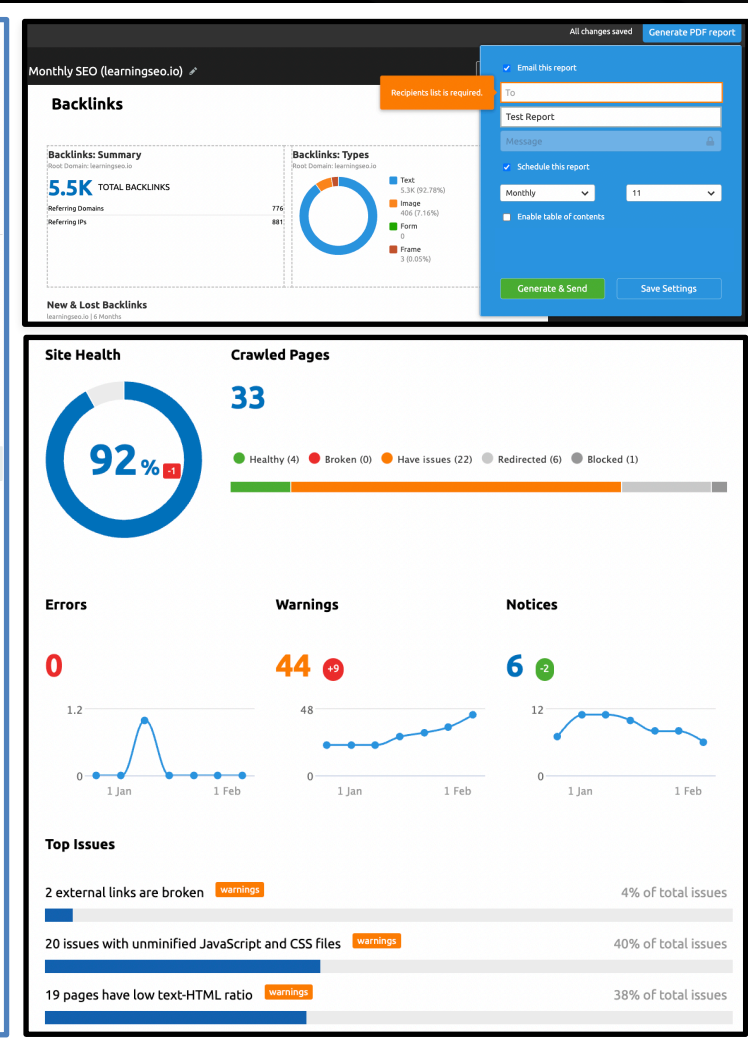 All changes saved
Generate PDF report
Monthly SEO (learningseo.io)
Email this report
Backlinks
Recipients list is required.
To
Test Report
Message
Backlinks: Summary
Root Domain: learningseo.io
5.5K TOTAL BACKLINKS
Referring Domains 776
Referring IPs 881
Backlinks: Types
Root Domain: learningseo.io
Text
5.3K (92.78%)
Image
406 (7.16%)
Form
0
Frame
3 (0.05%)
Schedule this report
Monthly 11
Enable table of contents
Generate & Send
Save Settings
New & Lost Backlinks
learningseo.io | 6 Months
Site Health
92% -1
Crawled Pages
33
Healthy (4) Broken (0) Have issues (22) Redirected (6) Blocked (1)
Errors
0
1.2
0
1 Jan 1 Feb
Warnings
44 +9
48
0
1 Jan 1 Feb
Notices
6 -2
12
0
1 Jan 1 Feb
Top Issues
2 external links are broken warnings 4% of total issues
20 issues with unminified JavaScript and CSS files warnings 40% of total issues
19 pages have low text-HTML ratio warnings 38% of total issues